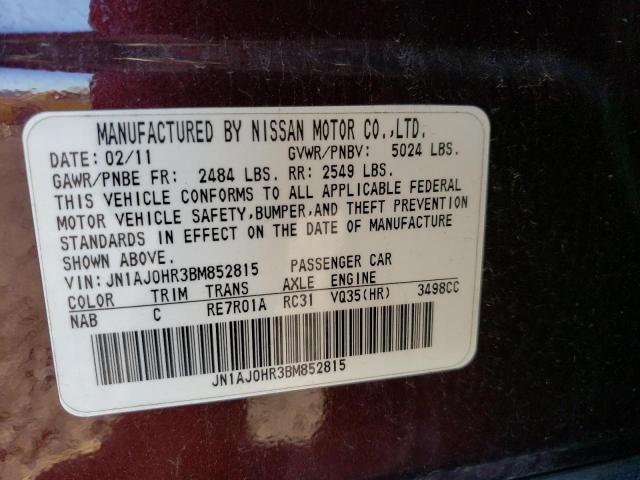 MANUFACTURED BY NISSAN MOTOR CO.,LTD.
DATE: 02/11 GVWR/PNBV: 5024 LBS.
GAWR/PNBE FR: 2484 LBS. RR: 2549 LBS.
THIS VEHICLE CONFORMS TO ALL APPLICABLE FEDERAL
MOTOR VEHICLE SAFETY,BUMPER,AND THEFT PREVENTION
STANDARDS IN EFFECT ON THE DATE OF MANUFACTURE
SHOWN ABOVE.
VIN: JN1AJ0HR3BM852815 PASSENGER CAR
COLOR TRIM TRANS AXLE ENGINE
NAB C RE7R01A RC31 VQ35(HR) 3498CC
JN1AJ0HR3BM852815